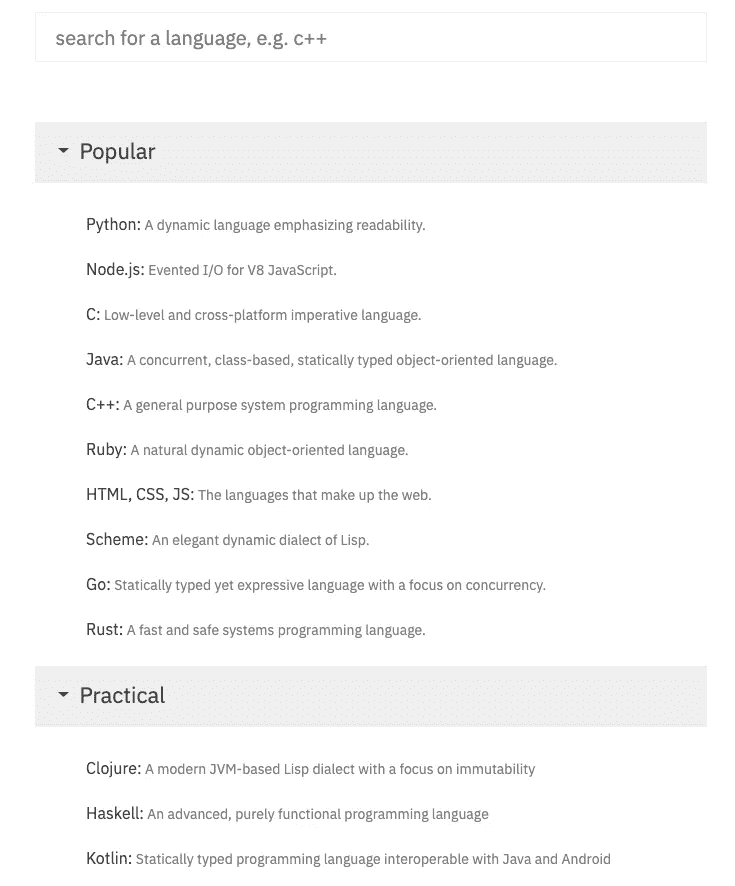 search for a language, e.g. c++
Popular
Python: A dynamic language emphasizing readability.
Node.js: Evented I/O for V8 JavaScript.
C: Low-level and cross-platform imperative language.
Java: A concurrent, class-based, statically typed object-oriented language.
C++: A general purpose system programming language.
Ruby: A natural dynamic object-oriented language.
HTML, CSS, JS: The languages that make up the web.
Scheme: An elegant dynamic dialect of Lisp.
Go: Statically typed yet expressive language with a focus on concurrency.
Rust: A fast and safe systems programming language.
Practical
Clojure: A modern JVM-based Lisp dialect with a focus on immutability
Haskell: An advanced, purely functional programming language
Kotlin: Statically typed programming language interoperable with Java and Android